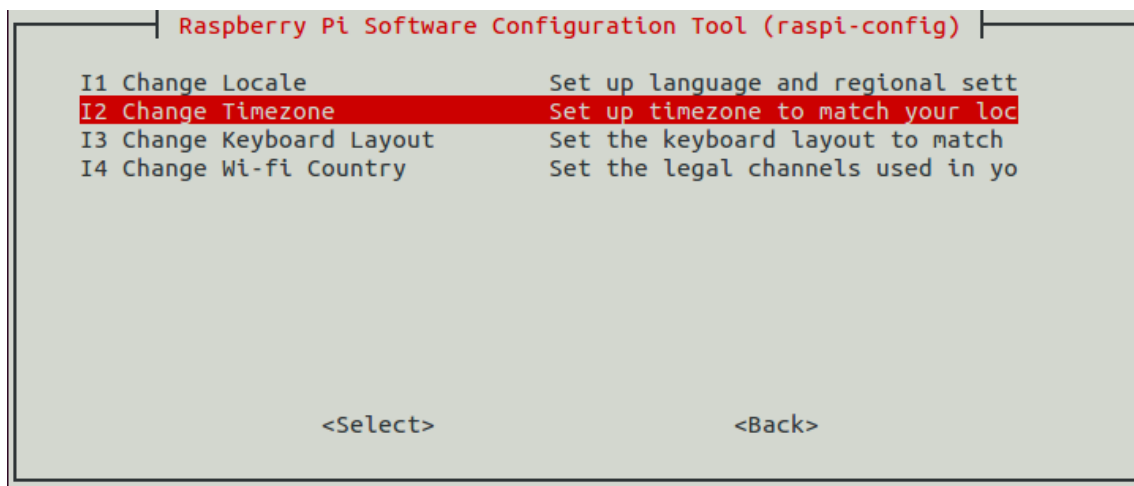 Raspberry Pi Software Configuration Tool (raspi-config)
I1 Change Locale Set up language and regional sett
I2 Change Timezone Set up timezone to match your loc
I3 Change Keyboard Layout Set the keyboard layout to match
I4 Change Wi-fi Country Set the legal channels used in yo
<Select> <Back>